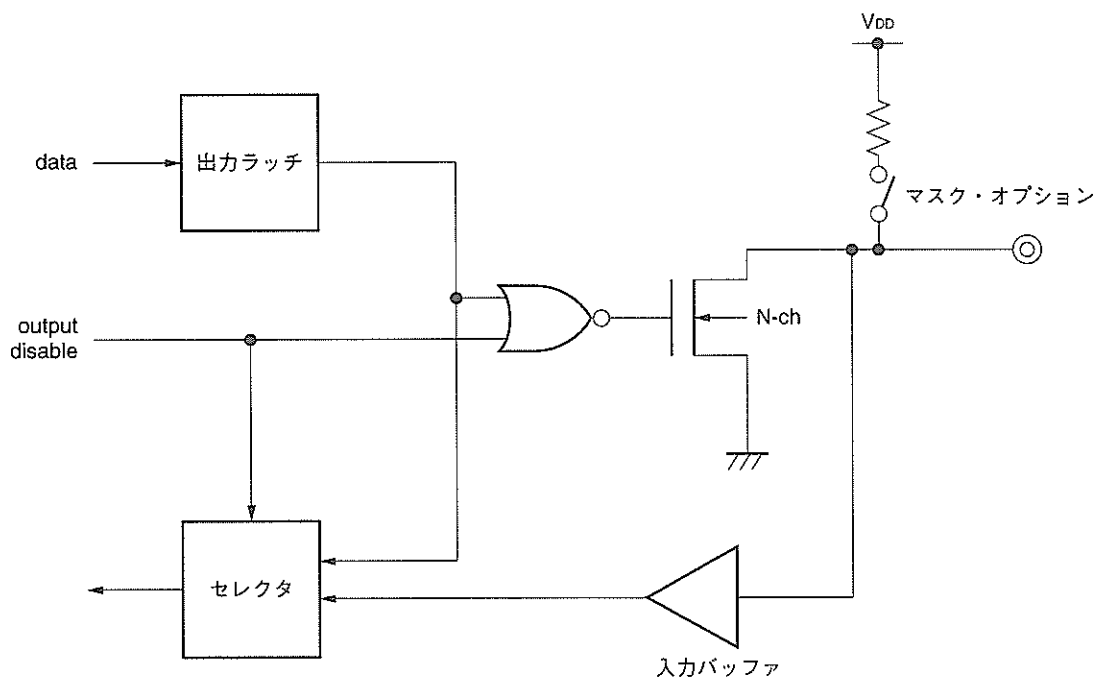 VDD
data
出力ラッチ
マスク・オプション
output
disable
N-ch
セレクタ
入力バッファ